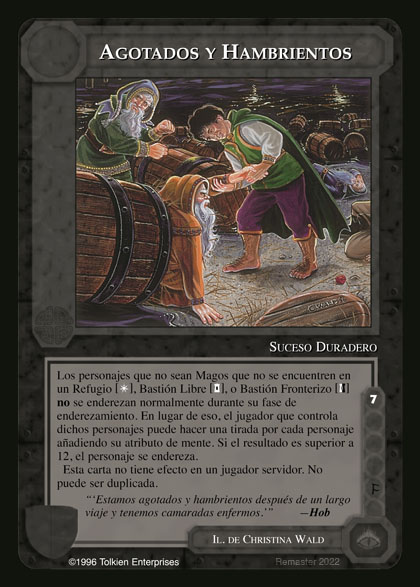 AGOTADOS Y HAMBRIENTOS
SUCESO DURADERO
Los personajes que no sean Magos que no se encuentren en
un Refugio [☀], Bastión Libre [], o Bastión Fronterizo []
no se enderezan normalmente durante su fase de
enderezamiento. En lugar de eso, el jugador que controla
dichos personajes puede hacer una tirada por cada personaje
añadiendo su atributo de mente. Si el resultado es superior a
12, el personaje se endereza.
Esta carta no tiene efecto en un jugador servidor. No
puede ser duplicada.
“‘Estamos agotados y hambrientos después de un largo
viaje y tenemos camaradas enfermos.’” —Hob
7
IL. DE CHRISTINA WALD
©1996 Tolkien Enterprises
Remaster 2022